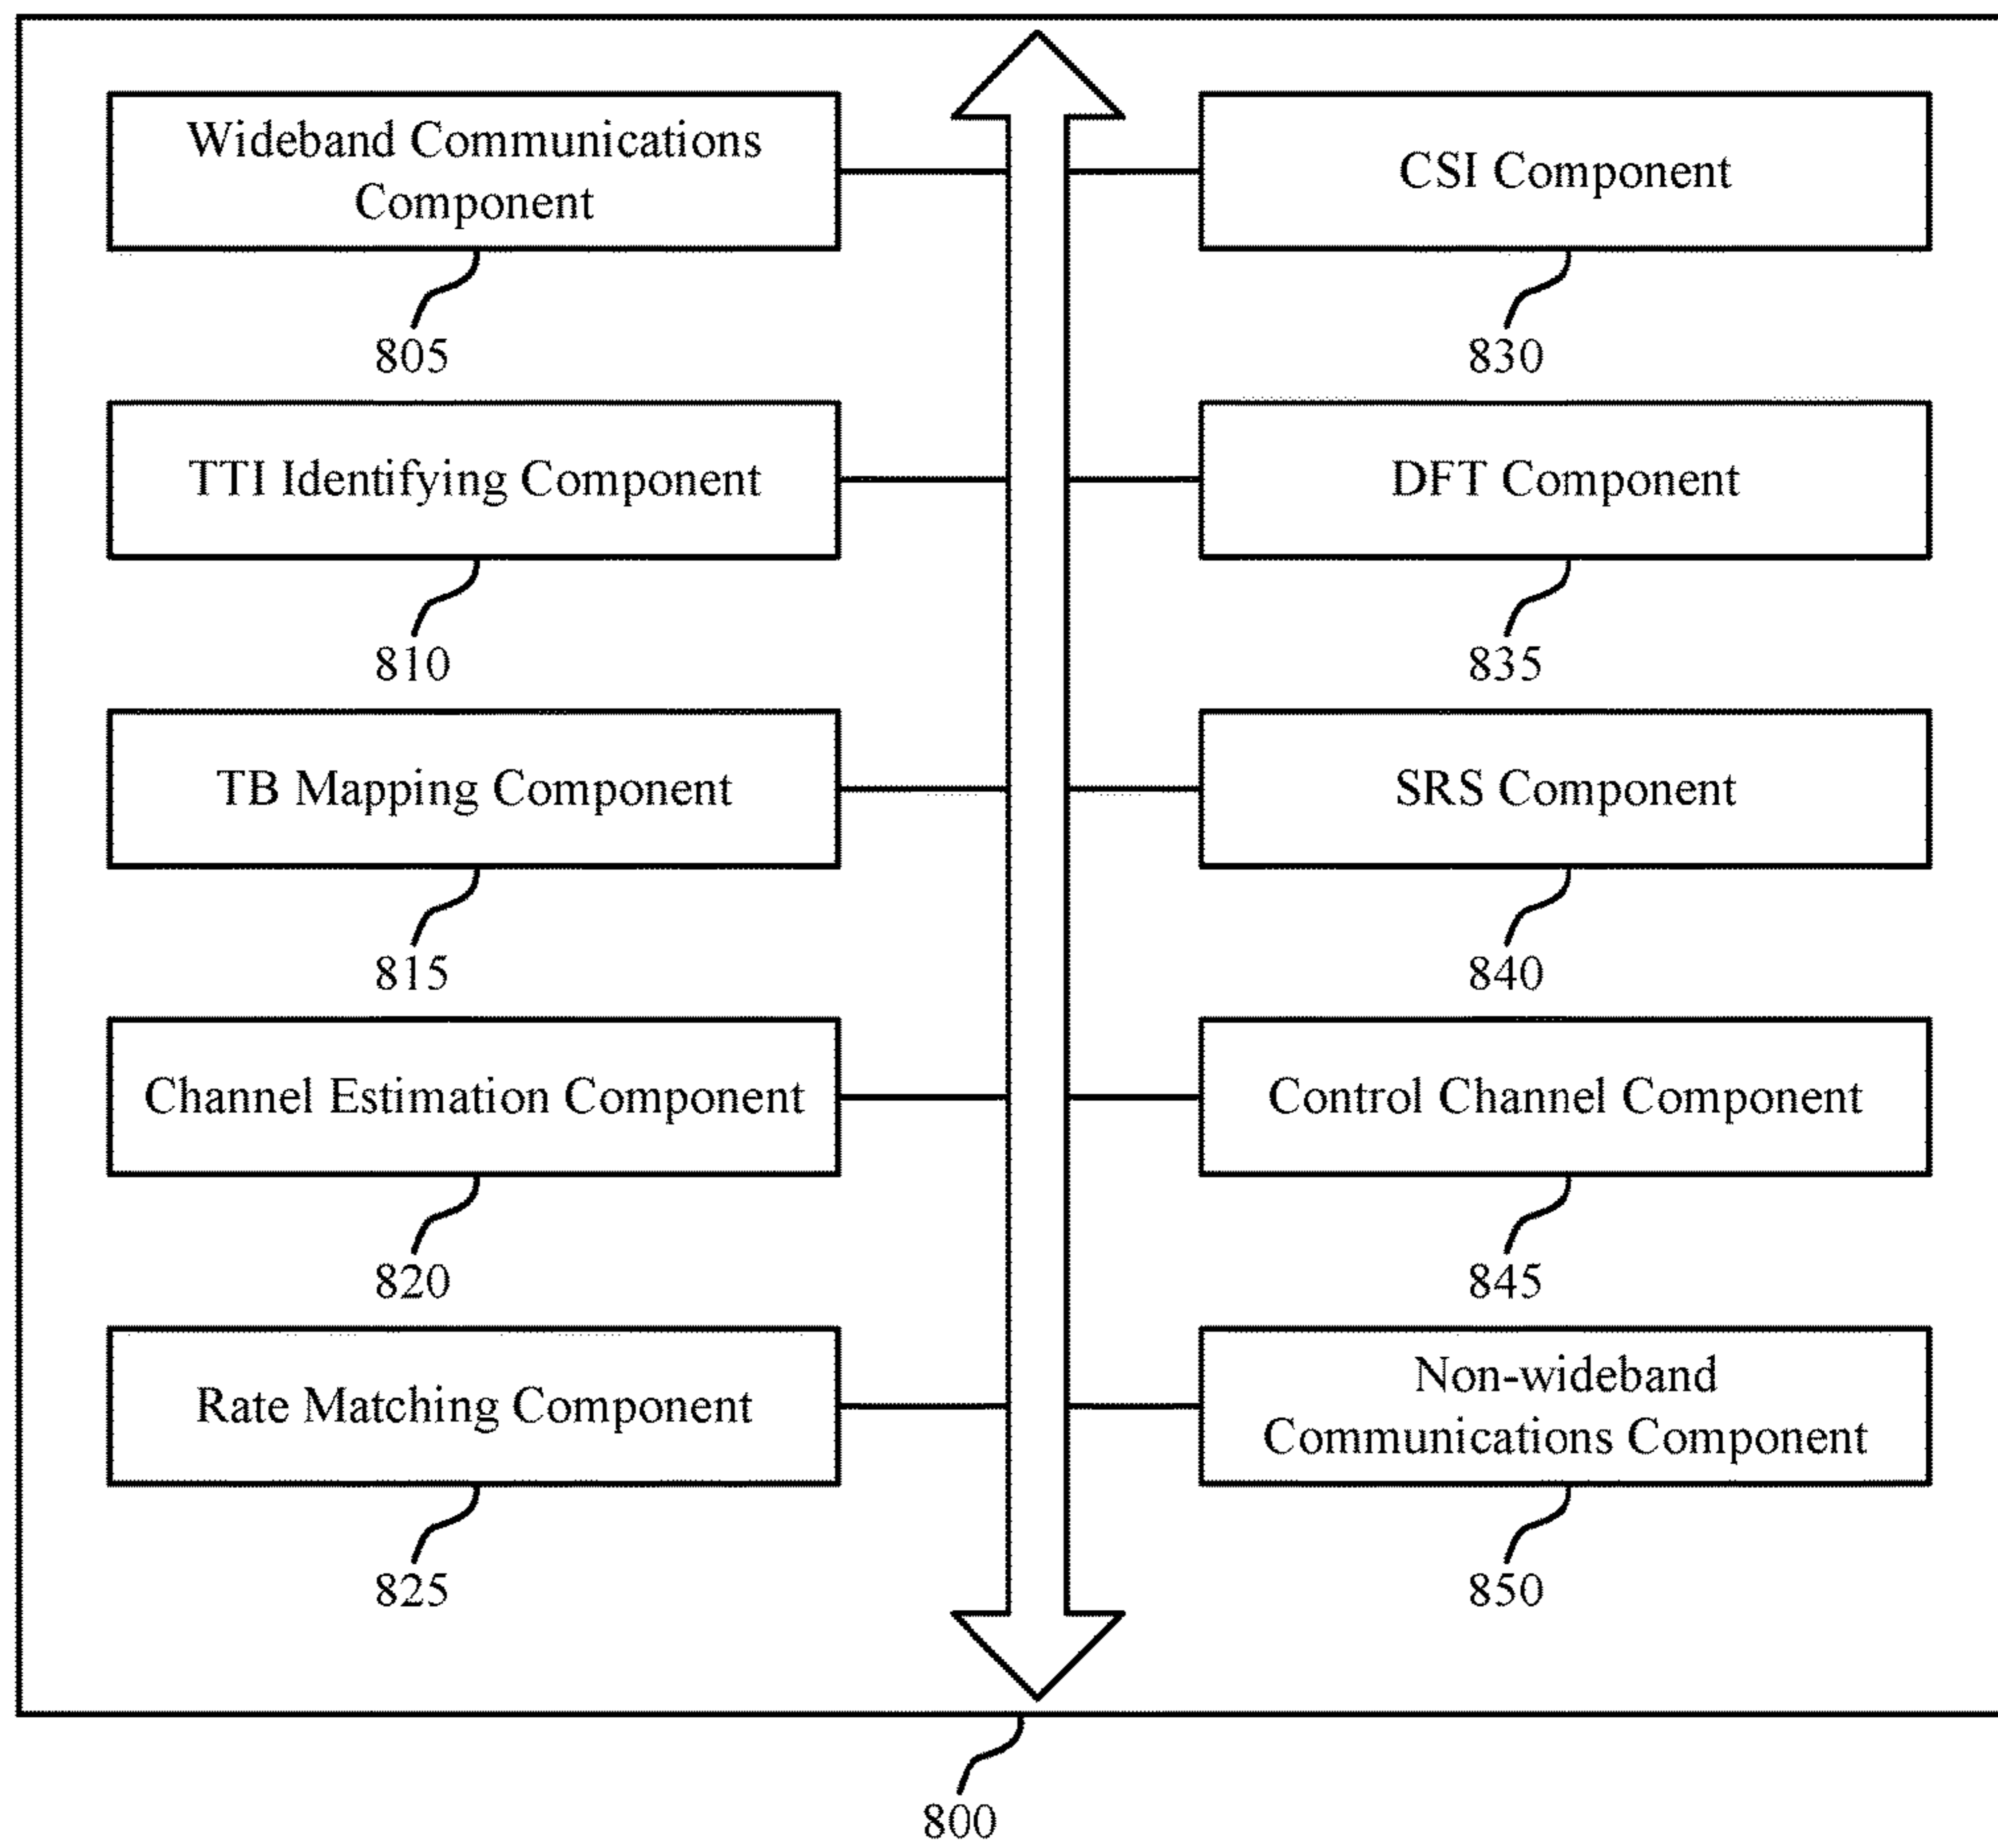 Wideband Communications
Component
805
TTI Identifying Component
810
TB Mapping Component
815
Channel Estimation Component
820
Rate Matching Component
825
CSI Component
830
DFT Component
835
SRS Component
840
Control Channel Component
845
Non-wideband
Communications Component
850
800